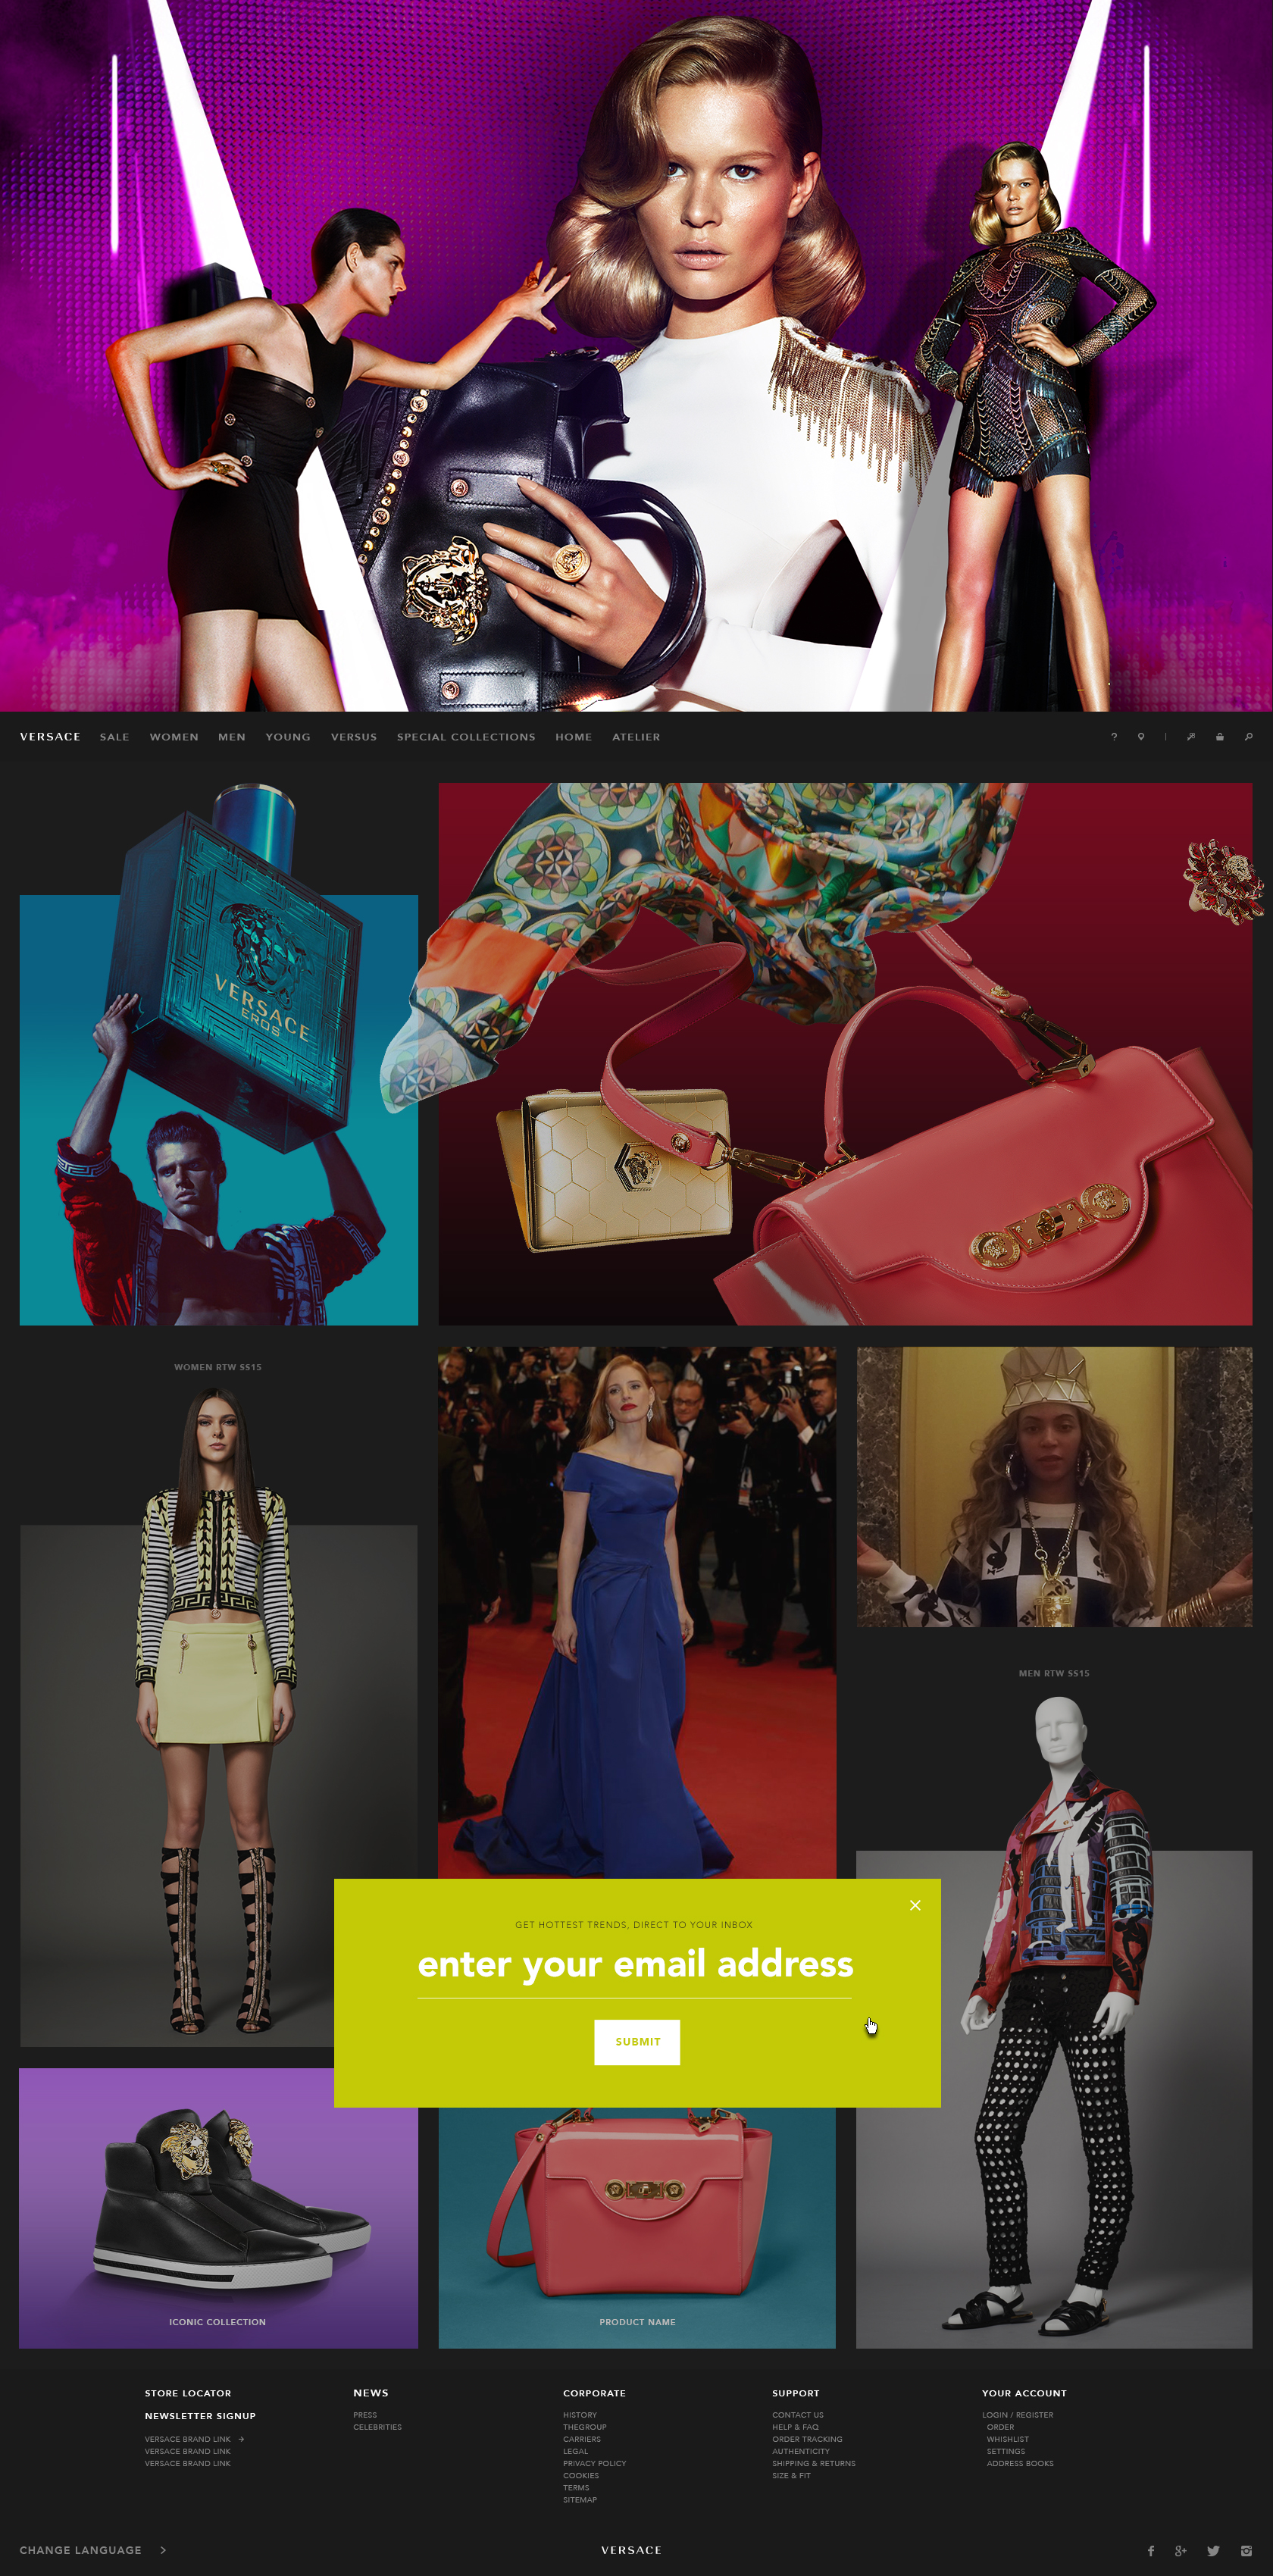 VERSACE SALE WOMEN MEN YOUNG VERSUS SPECIAL COLLECTIONS HOME ATELIER
VERSACE
EROS
WOMEN RTW SS15
MEN RTW SS15
GET HOTTEST TRENDS, DIRECT TO YOUR INBOX
enter your email address
SUBMIT
ICONIC COLLECTION
PRODUCT NAME
STORE LOCATOR
NEWSLETTER SIGNUP
VERSACE BRAND LINK
VERSACE BRAND LINK
VERSACE BRAND LINK
NEWS
PRESS
CELEBRITIES
CORPORATE
HISTORY
THEGROUP
CARRIERS
LEGAL
PRIVACY POLICY
COOKIES
TERMS
SITEMAP
SUPPORT
CONTACT US
HELP & FAQ
ORDER TRACKING
AUTHENTICITY
SHIPPING & RETURNS
SIZE & FIT
YOUR ACCOUNT
LOGIN / REGISTER
ORDER
WHISHLIST
SETTINGS
ADDRESS BOOKS
CHANGE LANGUAGE
VERSACE